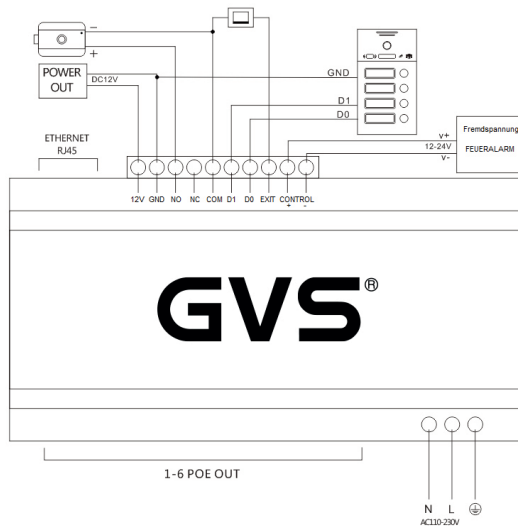 −
+
POWER
OUT
DC12V
GND
D1
D0
V+
12-24V
V-
Fremdspannung
FEUERALARM
ETHERNET
RJ45
12V GND NO NC COM D1 D0 EXIT CONTROL
+ -
GVS®
1-6 POE OUT
N L
AC110-230V